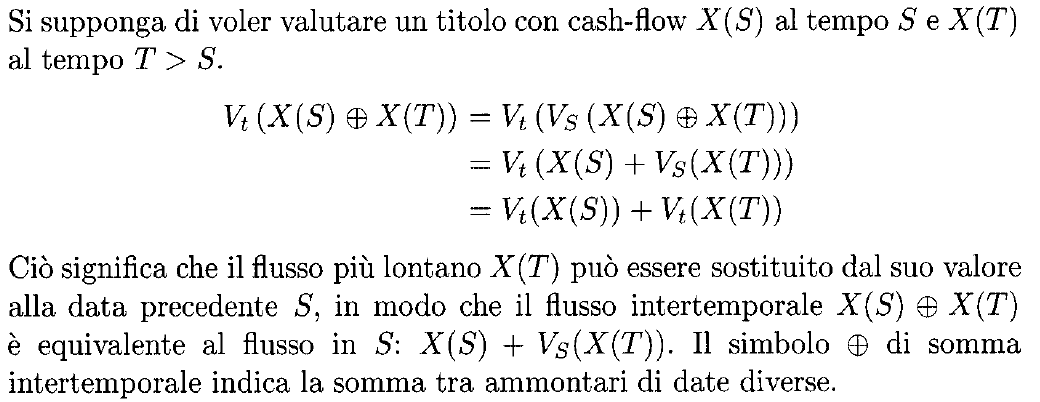 Si supponga di voler valutare un titolo con cash-flow X(S) al tempo S e X(T)
al tempo T > S.
V_t (X(S) ⊕ X(T)) = V_t (V_S (X(S) ⊕ X(T)))
= V_t (X(S) + V_S(X(T)))
= V_t(X(S)) + V_t(X(T))
Ciò significa che il flusso più lontano X(T) può essere sostituito dal suo valore
alla data precedente S, in modo che il flusso intertemporale X(S) ⊕ X(T)
è equivalente al flusso in S: X(S) + V_S(X(T)). Il simbolo ⊕ di somma
intertemporale indica la somma tra ammontari di date diverse.